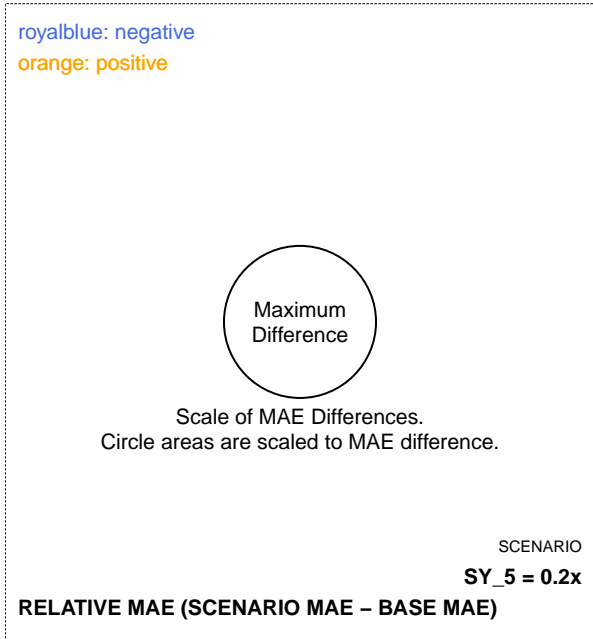 royalblue: negative
orange: positive
Maximum
Difference
Scale of MAE Differences.
Circle areas are scaled to MAE difference.
SCENARIO
SY_5 = 0.2x
RELATIVE MAE (SCENARIO MAE − BASE MAE)